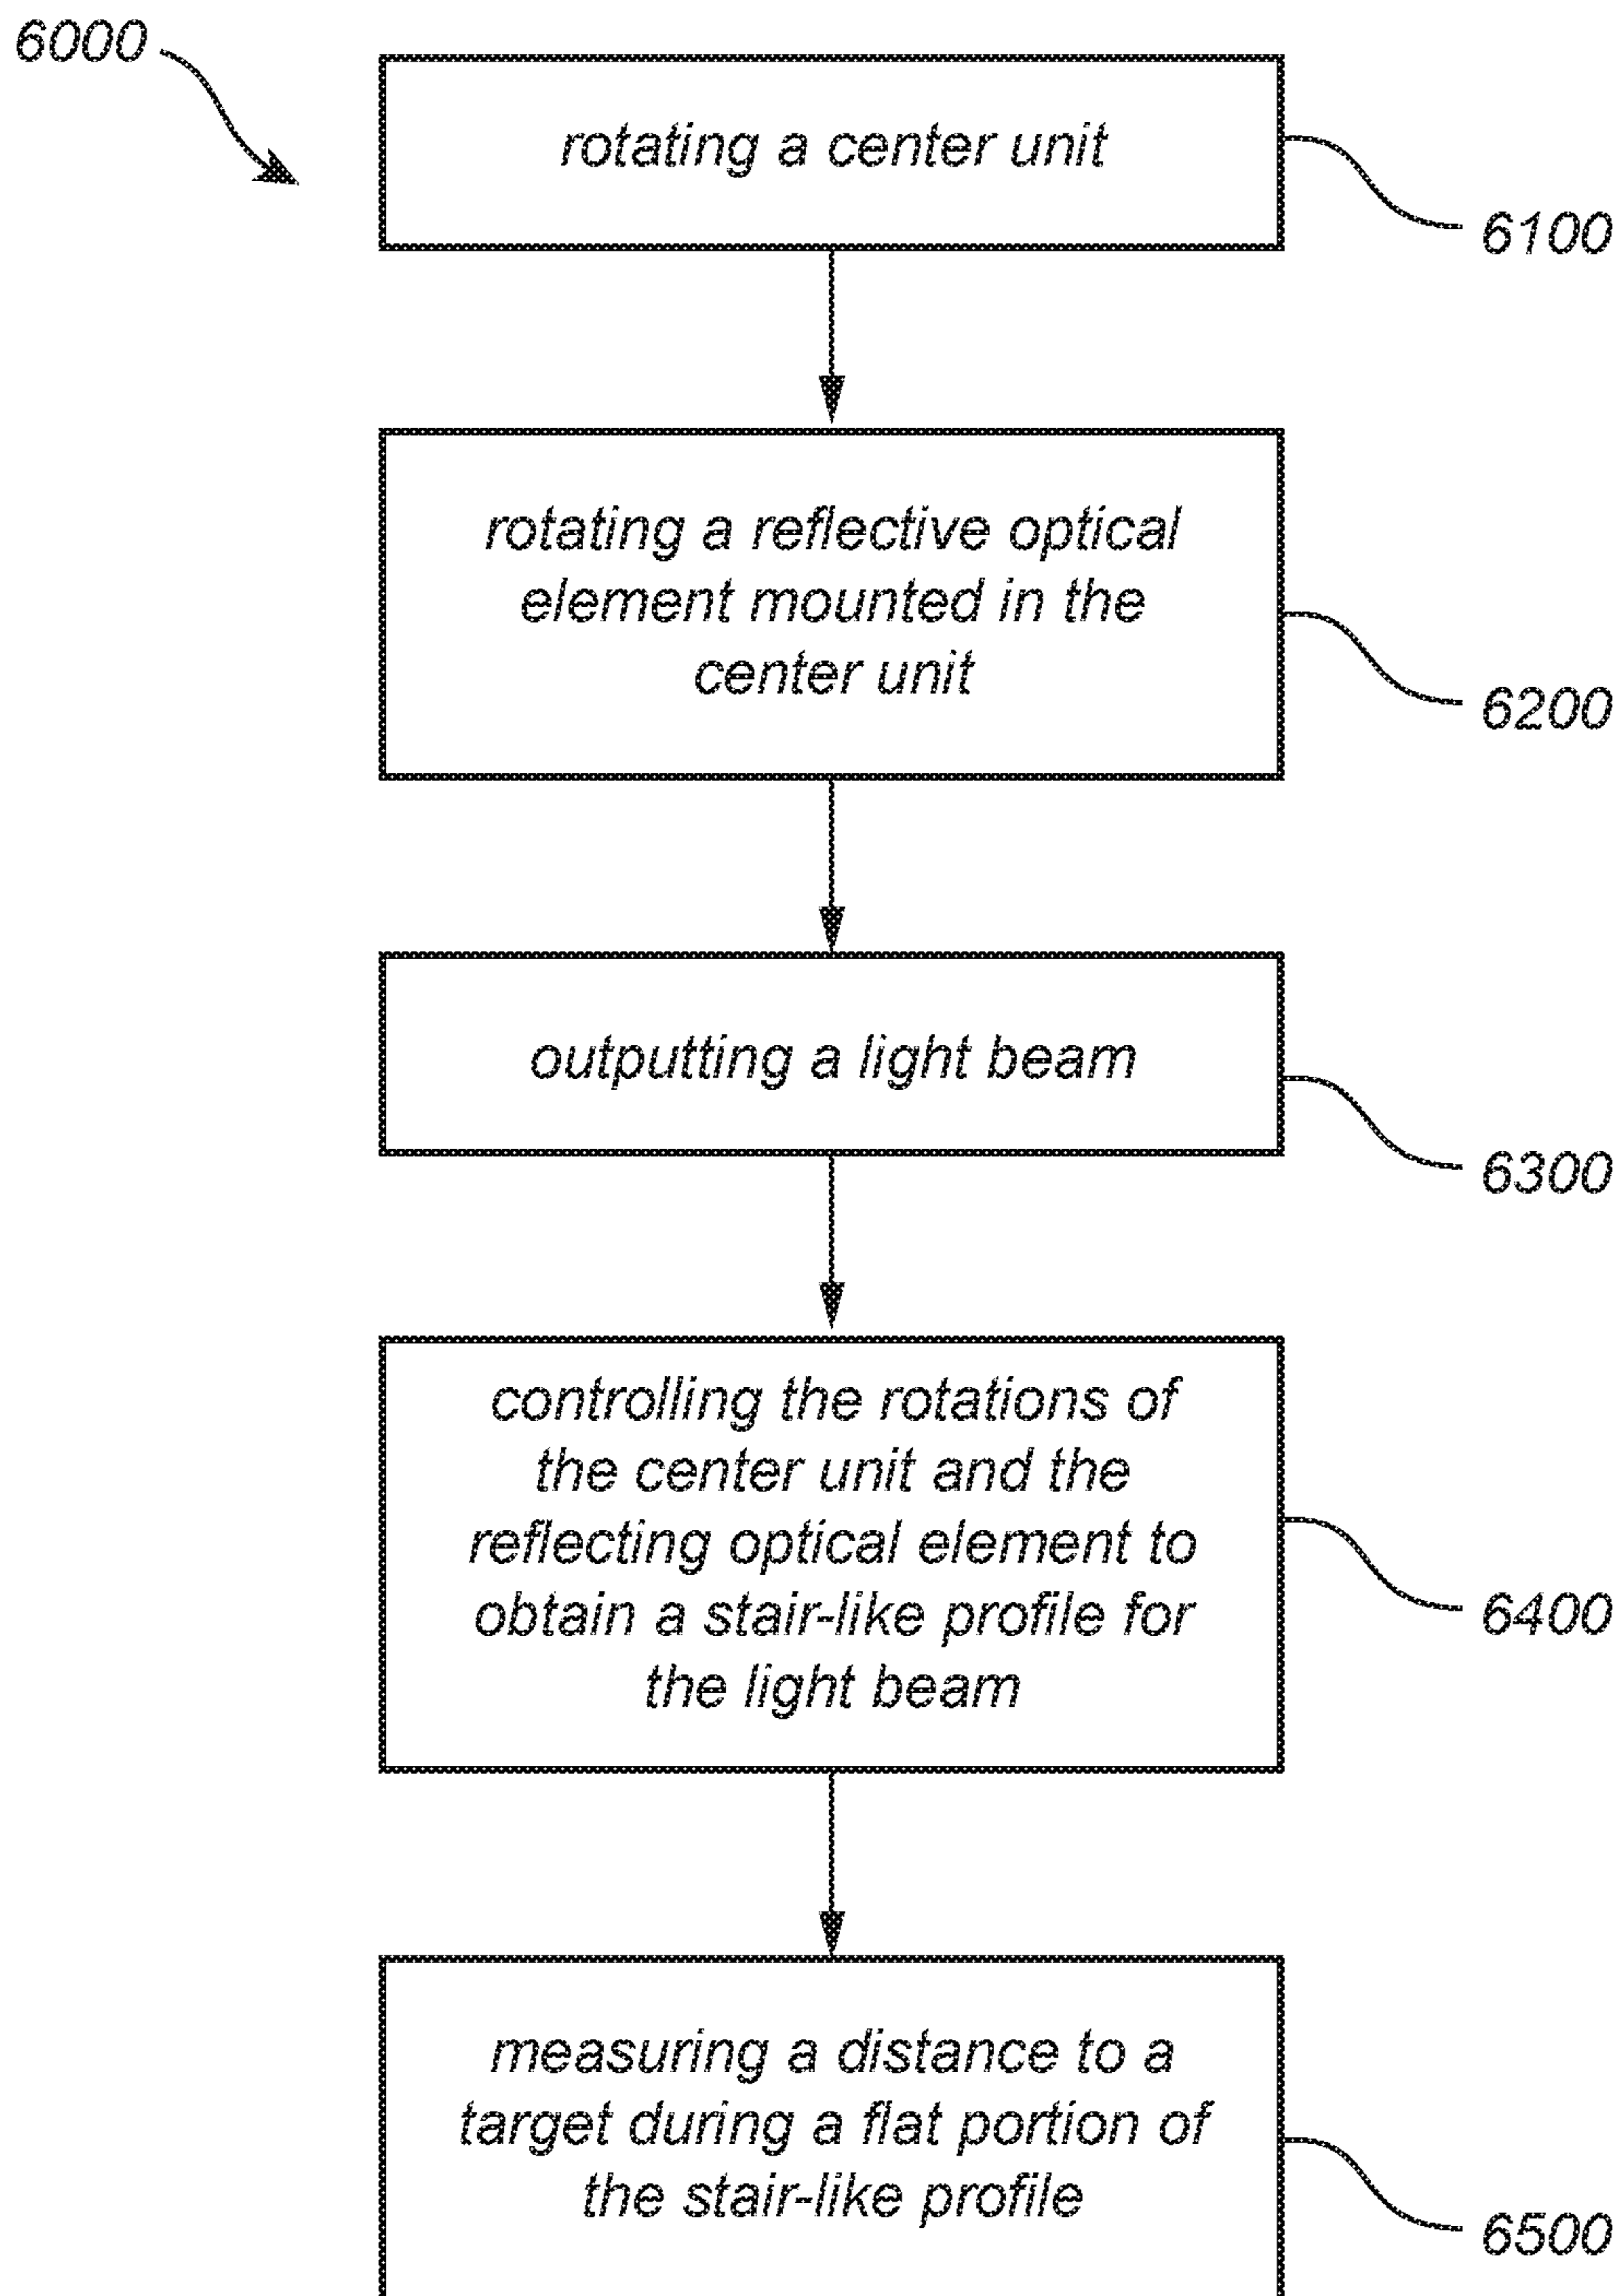 6000
rotating a center unit
6100
rotating a reflective optical
element mounted in the
center unit
6200
outputting a light beam
6300
controlling the rotations of
the center unit and the
reflecting optical element to
obtain a stair-like profile for
the light beam
6400
measuring a distance to a
target during a flat portion of
the stair-like profile
6500